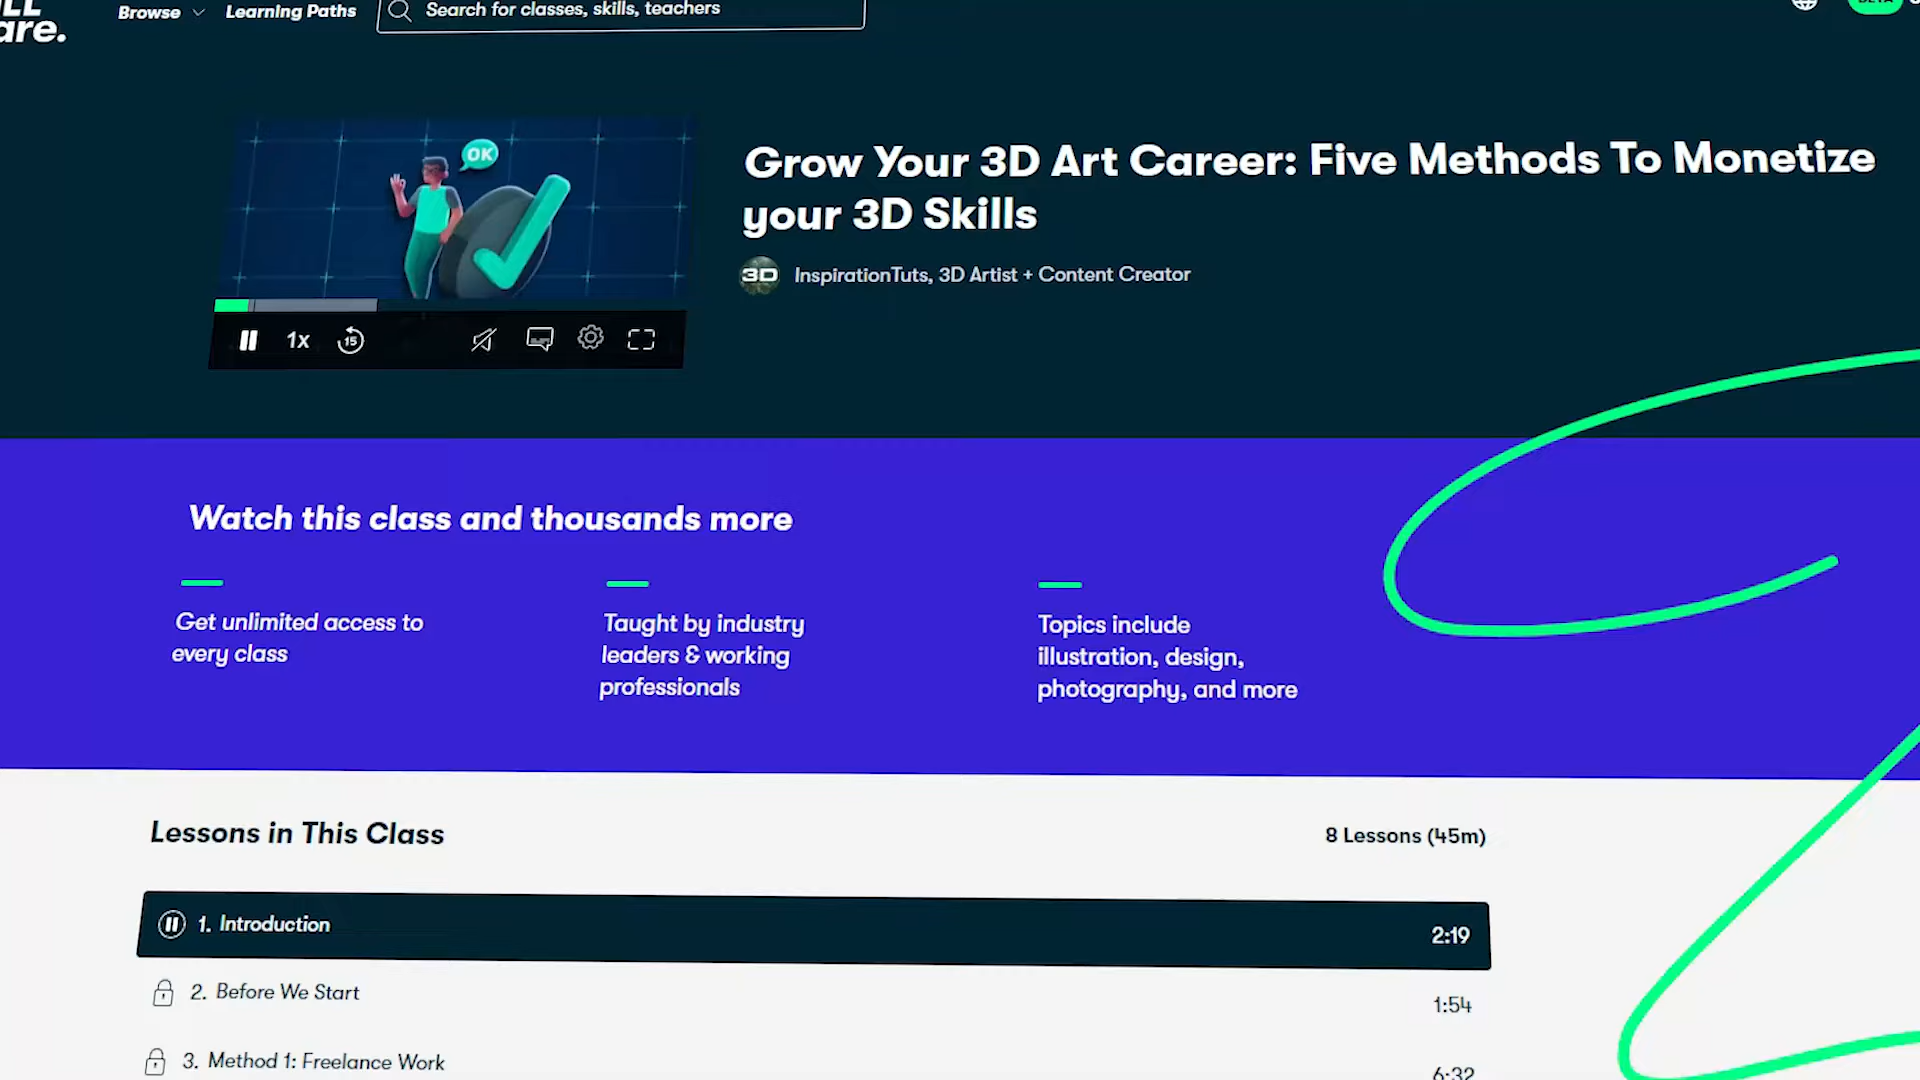 are.
Browse
Learning Paths
Search for classes, skills, teachers
OK
Grow Your 3D Art Career: Five Methods To Monetize
your 3D Skills
3D
InspirationTuts, 3D Artist + Content Creator
1x
15
Watch this class and thousands more
Get unlimited access to
every class
Taught by industry
leaders & working
professionals
Topics include
illustration, design,
photography, and more
Lessons in This Class
8 Lessons (45m)
1. Introduction
2:19
2. Before We Start
1:54
3. Method 1: Freelance Work
6:32